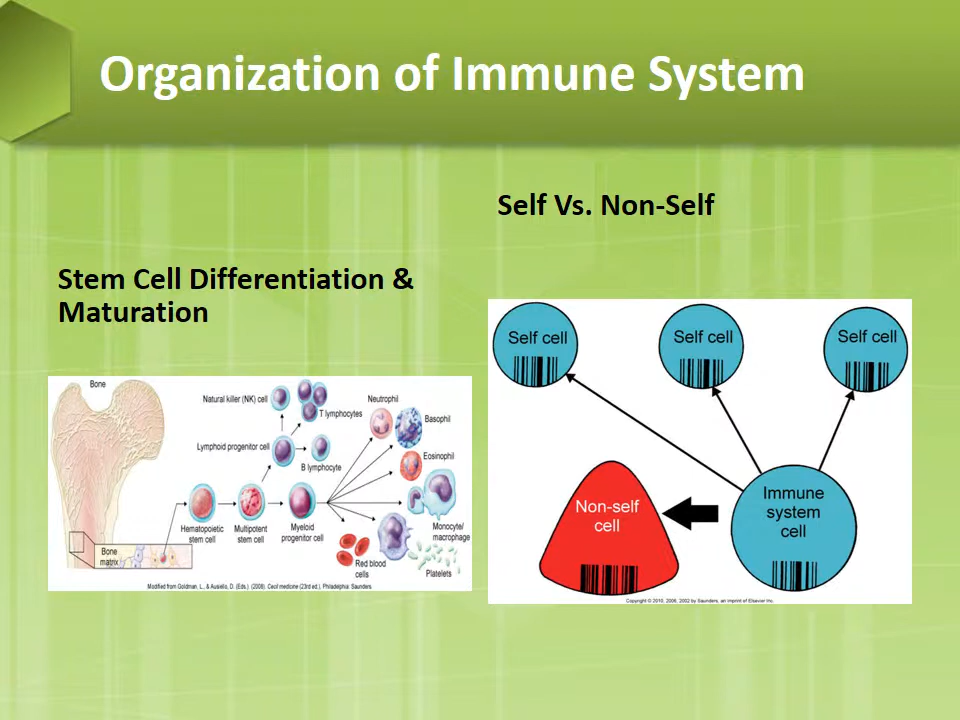 Organization of Immune System
Stem Cell Differentiation &
Maturation
Bone
Natural killer (NK) cell
T lymphocytes
Lymphoid progenitor cell
B lymphocyte
Neutrophil
Basophil
Eosinophil
Hematopoietic
stem cell
Multipotent
stem cell
Myeloid
progenitor cell
Monocyte/
macrophage
Bone
matrix
Red blood
cells
Platelets
Modified from Goldman, L., & Ausiello, D. (Eds.) (2008). Cecil medicine (23rd ed.), Philadelphia: Saunders.
Self Vs. Non-Self
Self cell
Self cell
Self cell
Non-self
cell
Immune
system
cell
Copyright © 2010, 2006, 2002 by Saunders, an imprint of Elsevier Inc.